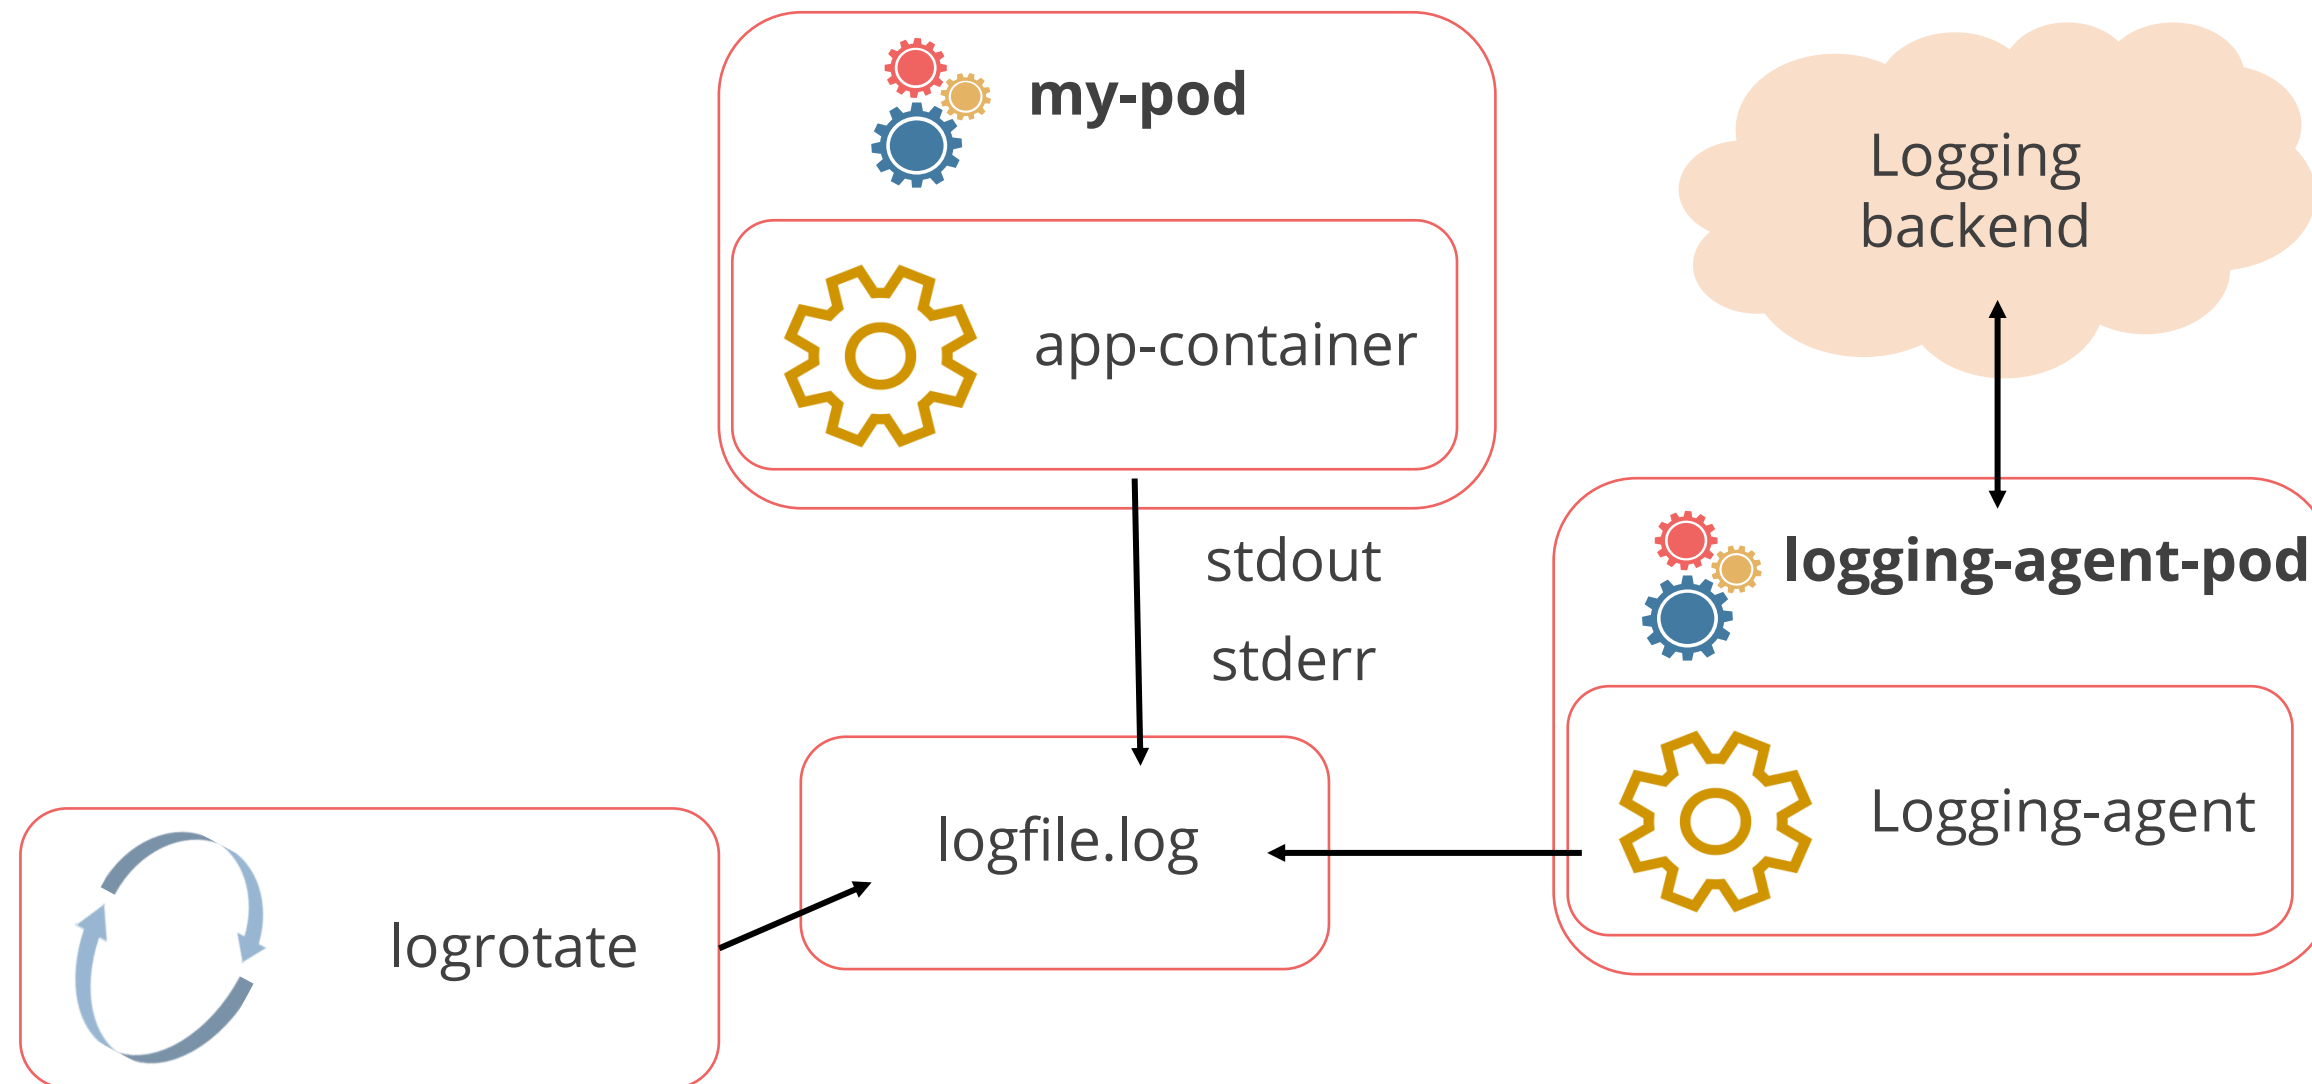 my-pod
app-container
Logging
backend
stdout
stderr
logging-agent-pod
Logging-agent
logfile.log
logrotate